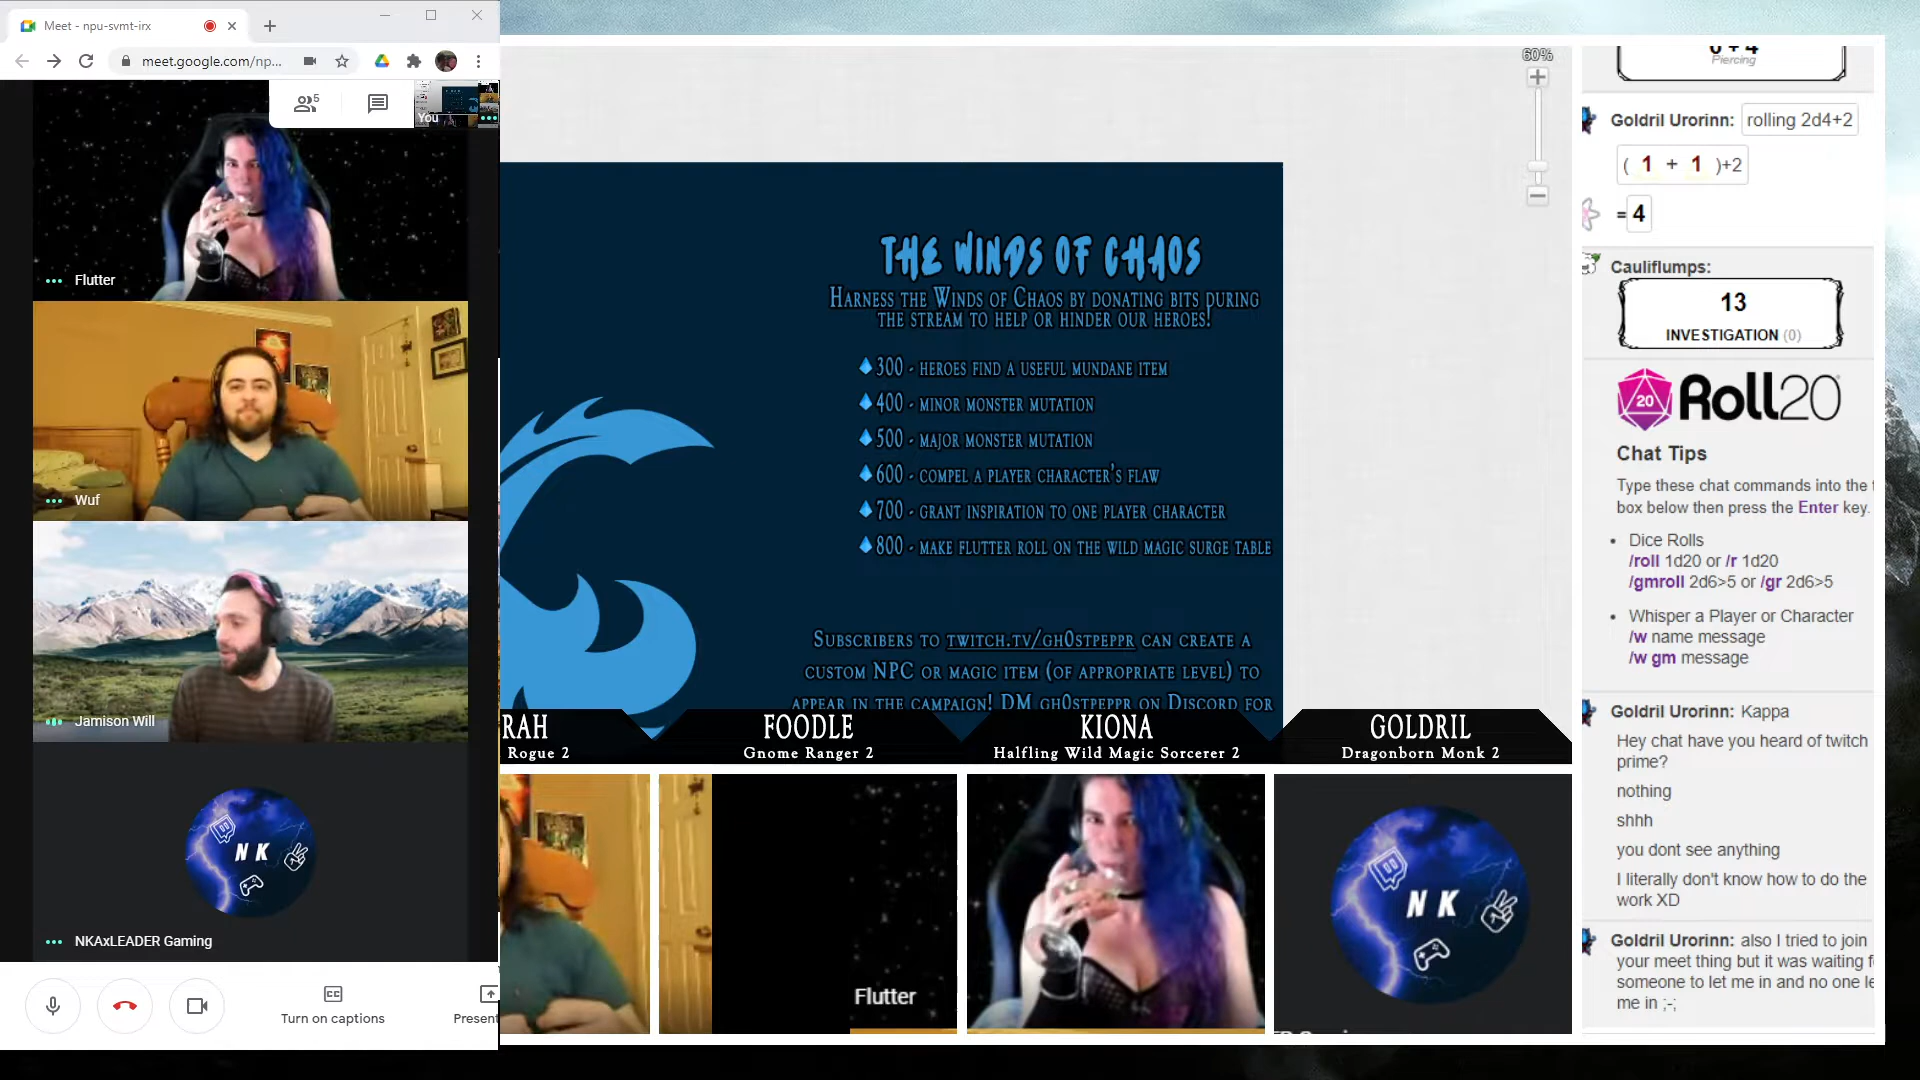 Meet - npu-svmt-irx
meet.google.com/np...
5
You
Flutter
Wuf
Jamison Will
NKAxLEADER Gaming
N K
CC
Turn on captions
Present
60%
THE WINDS OF CHAOS
HARNESS THE WINDS OF CHAOS BY DONATING BITS DURING
THE STREAM TO HELP OR HINDER OUR HEROES!
300 - HEROES FIND A USEFUL MUNDANE ITEM
400 - MINOR MONSTER MUTATION
500 - MAJOR MONSTER MUTATION
600 - COMPEL A PLAYER CHARACTER'S FLAW
700 - GRANT INSPIRATION TO ONE PLAYER CHARACTER
800 - MAKE FLUTTER ROLL ON THE WILD MAGIC SURGE TABLE
SUBSCRIBERS TO TWITCH.TV/GH0STPEPPR CAN CREATE A
CUSTOM NPC OR MAGIC ITEM (OF APPROPRIATE LEVEL) TO
APPEAR IN THE CAMPAIGN! DM GH0STPEPPR ON DISCORD FOR
RAH
Rogue 2
FOODLE
Gnome Ranger 2
KIONA
Halfling Wild Magic Sorcerer 2
GOLDRIL
Dragonborn Monk 2
Flutter
N K
6 + 4
Piercing
Goldril Urorinn: rolling 2d4+2
( 1 + 1 )+2
=4
Cauliflumps:
13
INVESTIGATION (0)
20
Roll20
Chat Tips
Type these chat commands into the
box below then press the Enter key.
• Dice Rolls
/roll 1d20 or /r 1d20
/gmroll 2d6>5 or /gr 2d6>5
• Whisper a Player or Character
/w name message
/w gm message
Goldril Urorinn: Kappa
Hey chat have you heard of twitch
prime?
nothing
shhh
you dont see anything
I literally don't know how to do the
work XD
Goldril Urorinn: also I tried to join
your meet thing but it was waiting
someone to let me in and no one
me in ;-;